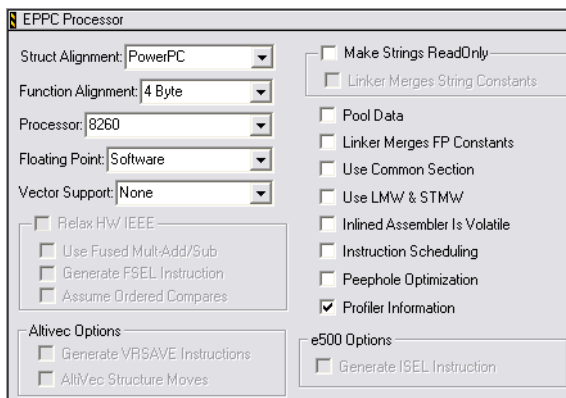 EPPC Processor
Struct Alignment: PowerPC
Function Alignment: 4 Byte
Processor: 8260
Floating Point: Software
Vector Support: None
Relax HW IEEE
Use Fused Mult-Add/Sub
Generate FSEL Instruction
Assume Ordered Compares
Altivec Options
Generate VRSAVE Instructions
AltiVec Structure Moves
Make Strings ReadOnly
Linker Merges String Constants
Pool Data
Linker Merges FP Constants
Use Common Section
Use LMW & STMW
Inlined Assembler Is Volatile
Instruction Scheduling
Peephole Optimization
Profiler Information
e500 Options
Generate ISEL Instruction